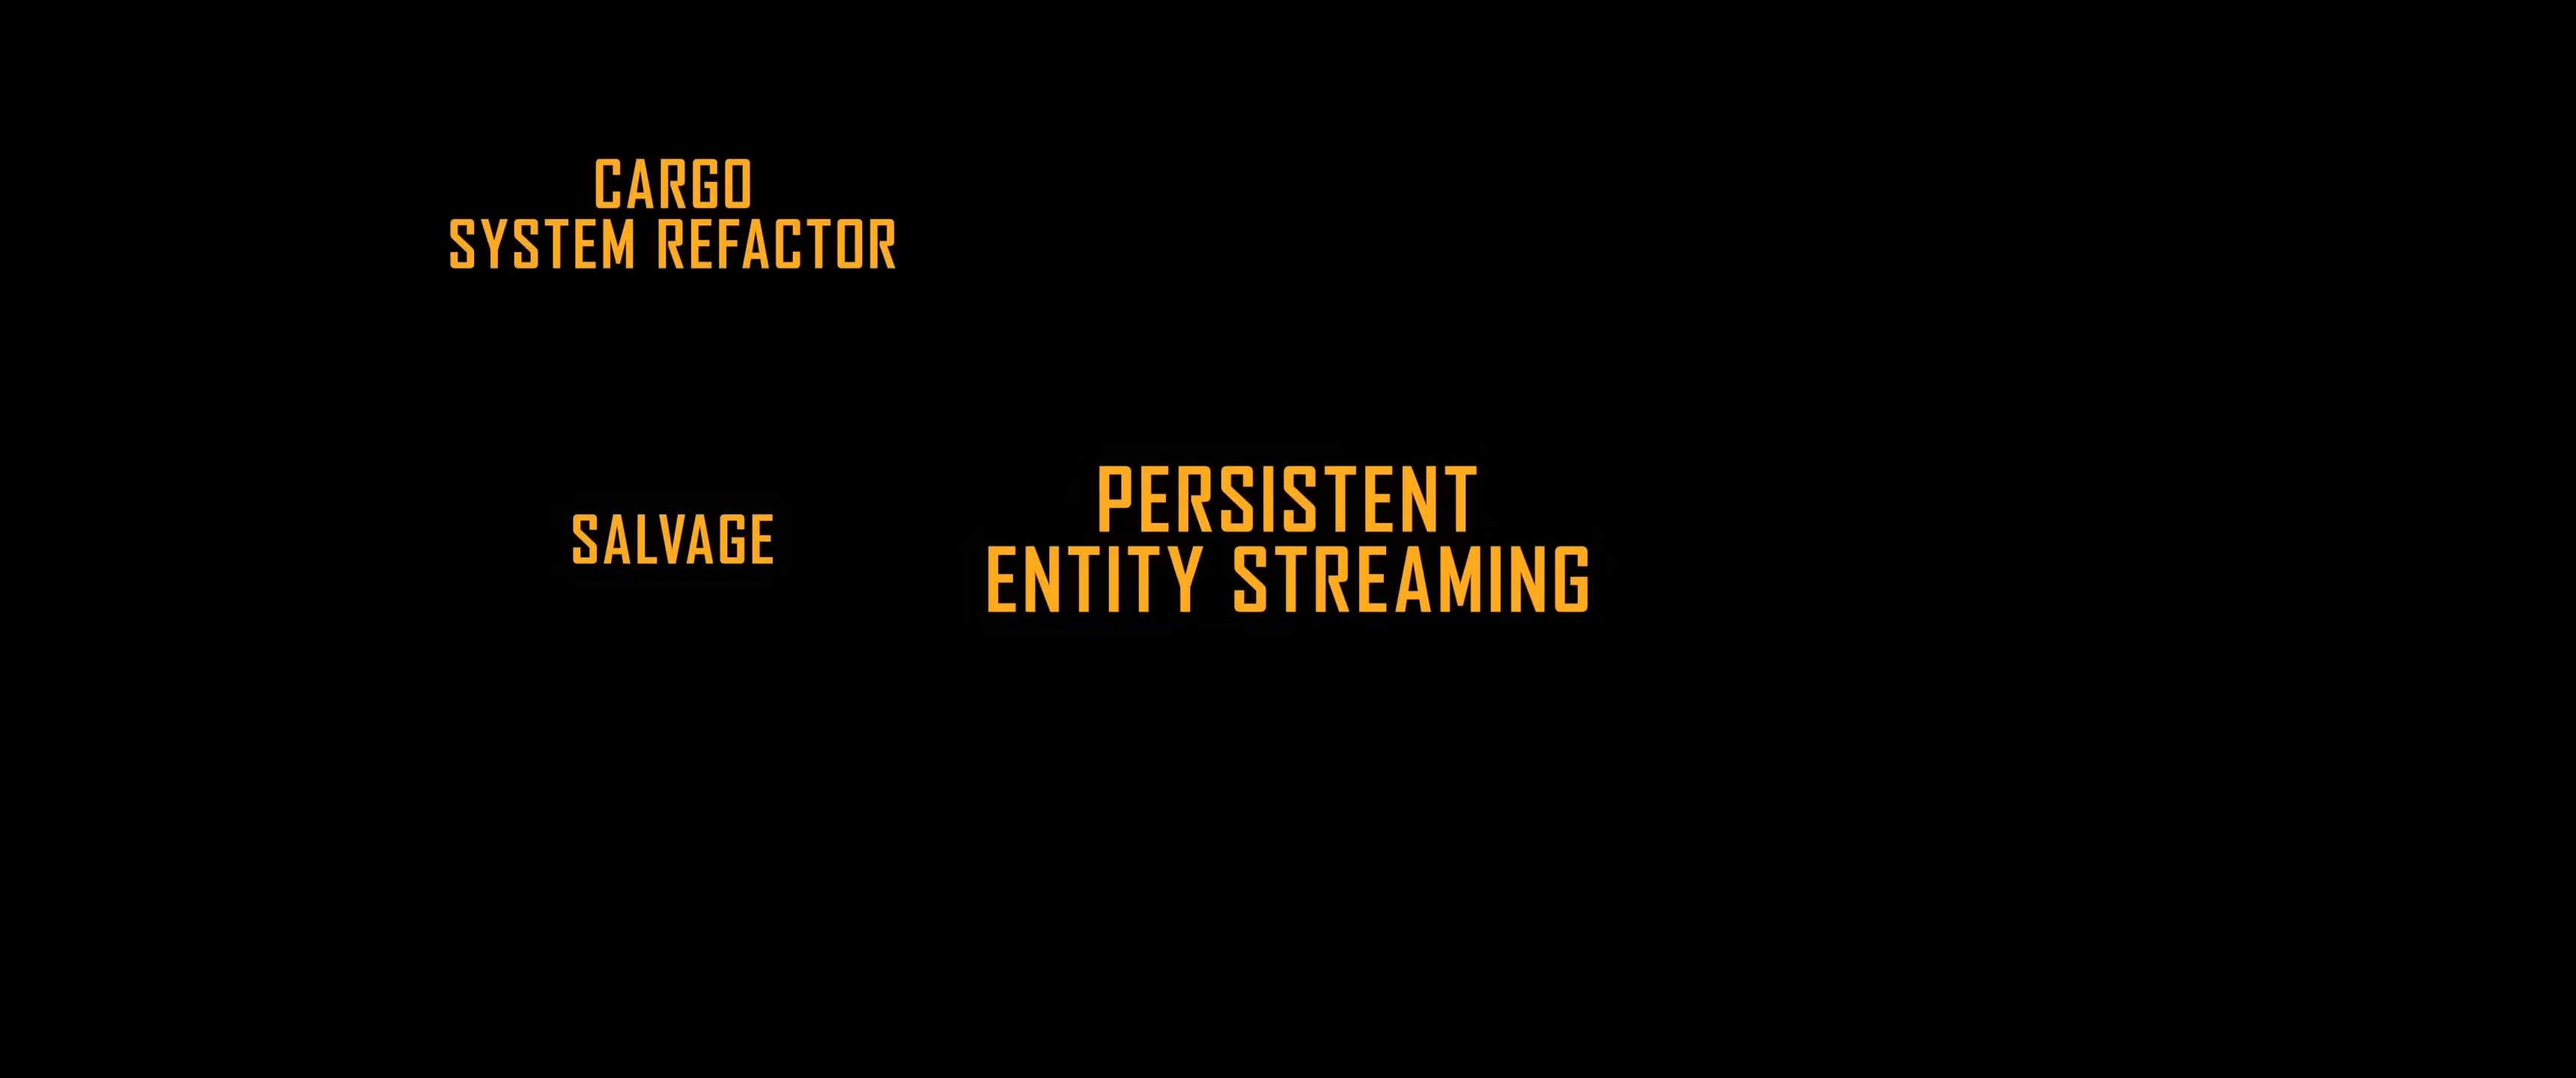 CARGO
SYSTEM REFACTOR
SALVAGE
PERSISTENT
ENTITY STREAMING